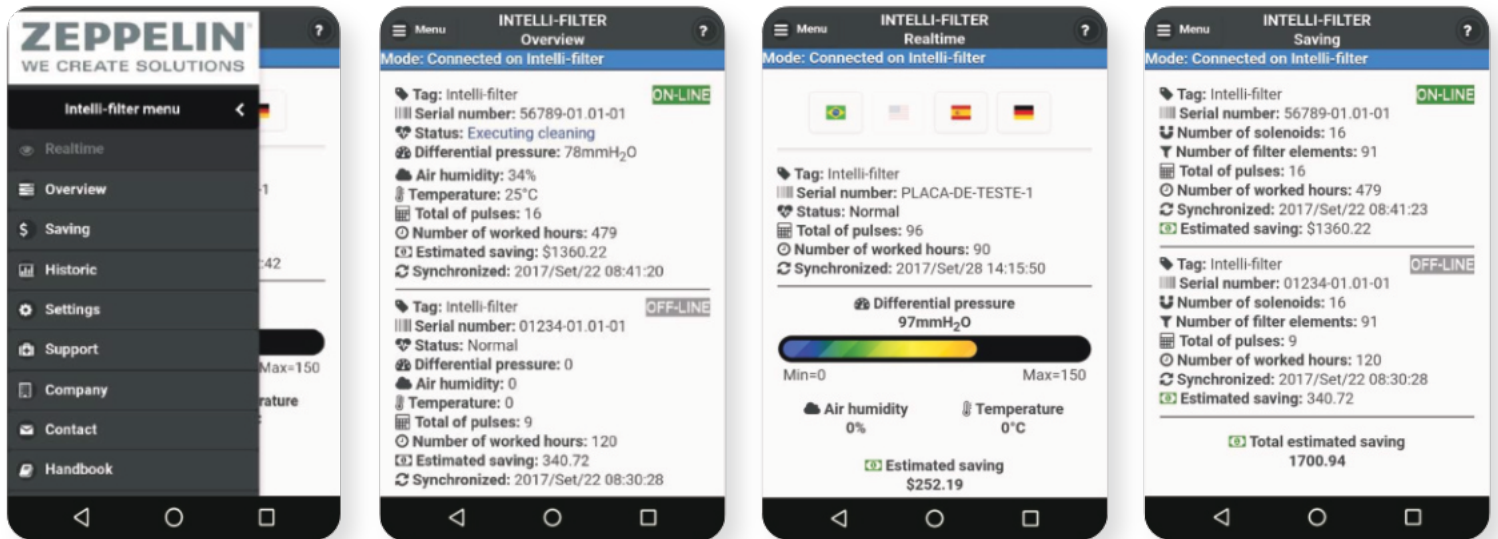 ZEPPELIN®
WE CREATE SOLUTIONS
?
Intelli-filter menu
Realtime
Overview
-1
$ Saving
Historic
:42
Settings
Support
Max=150
Company
rature
Contact
Handbook
Menu
INTELLI-FILTER
Overview
?
Mode: Connected on Intelli-filter
Tag: Intelli-filter
ON-LINE
Serial number: 56789-01.01-01
Status: Executing cleaning
Differential pressure: 78mmH₂O
Air humidity: 34%
Temperature: 25°C
Total of pulses: 16
Number of worked hours: 479
Estimated saving: $1360.22
Synchronized: 2017/Set/22 08:41:20
Tag: Intelli-filter
OFF-LINE
Serial number: 01234-01.01-01
Status: Normal
Differential pressure: 0
Air humidity: 0
Temperature: 0
Total of pulses: 9
Number of worked hours: 120
Estimated saving: 340.72
Synchronized: 2017/Set/22 08:30:28
Menu
INTELLI-FILTER
Realtime
?
Mode: Connected on Intelli-filter
Tag: Intelli-filter
Serial number: PLACA-DE-TESTE-1
Status: Normal
Total of pulses: 96
Number of worked hours: 90
Synchronized: 2017/Set/28 14:15:50
Differential pressure
97mmH₂O
Min=0
Max=150
Air humidity
0%
Temperature
0°C
Estimated saving
$252.19
Menu
INTELLI-FILTER
Saving
?
Mode: Connected on Intelli-filter
Tag: Intelli-filter
ON-LINE
Serial number: 56789-01.01-01
Number of solenoids: 16
Number of filter elements: 91
Total of pulses: 16
Number of worked hours: 479
Synchronized: 2017/Set/22 08:41:23
Estimated saving: $1360.22
Tag: Intelli-filter
OFF-LINE
Serial number: 01234-01.01-01
Number of solenoids: 16
Number of filter elements: 91
Total of pulses: 9
Number of worked hours: 120
Synchronized: 2017/Set/22 08:30:28
Estimated saving: 340.72
Total estimated saving
1700.94